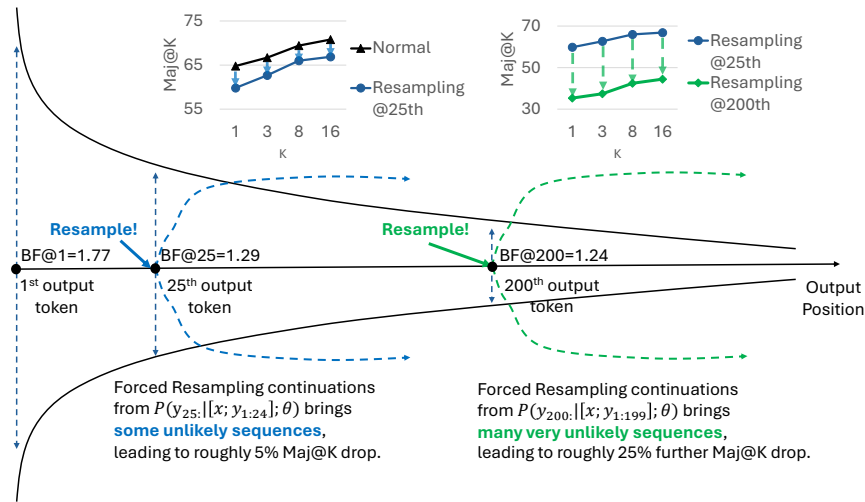 Maj@K
75
65
55
1
3
8
16
K
Normal
Resampling
@25th
Maj@K
70
50
30
1
3
8
16
K
Resampling
@25th
Resampling
@200th
Resample!
Resample!
BF@1=1.77
BF@25=1.29
BF@200=1.24
1st output
token
25th output
token
200th output
token
Output
Position
Forced Resampling continuations
from P(y25:|[x; y1:24]; θ) brings
some unlikely sequences,
leading to roughly 5% Maj@K drop.
Forced Resampling continuations
from P(y200:|[x; y1:199]; θ) brings
many very unlikely sequences,
leading to roughly 25% further Maj@K drop.